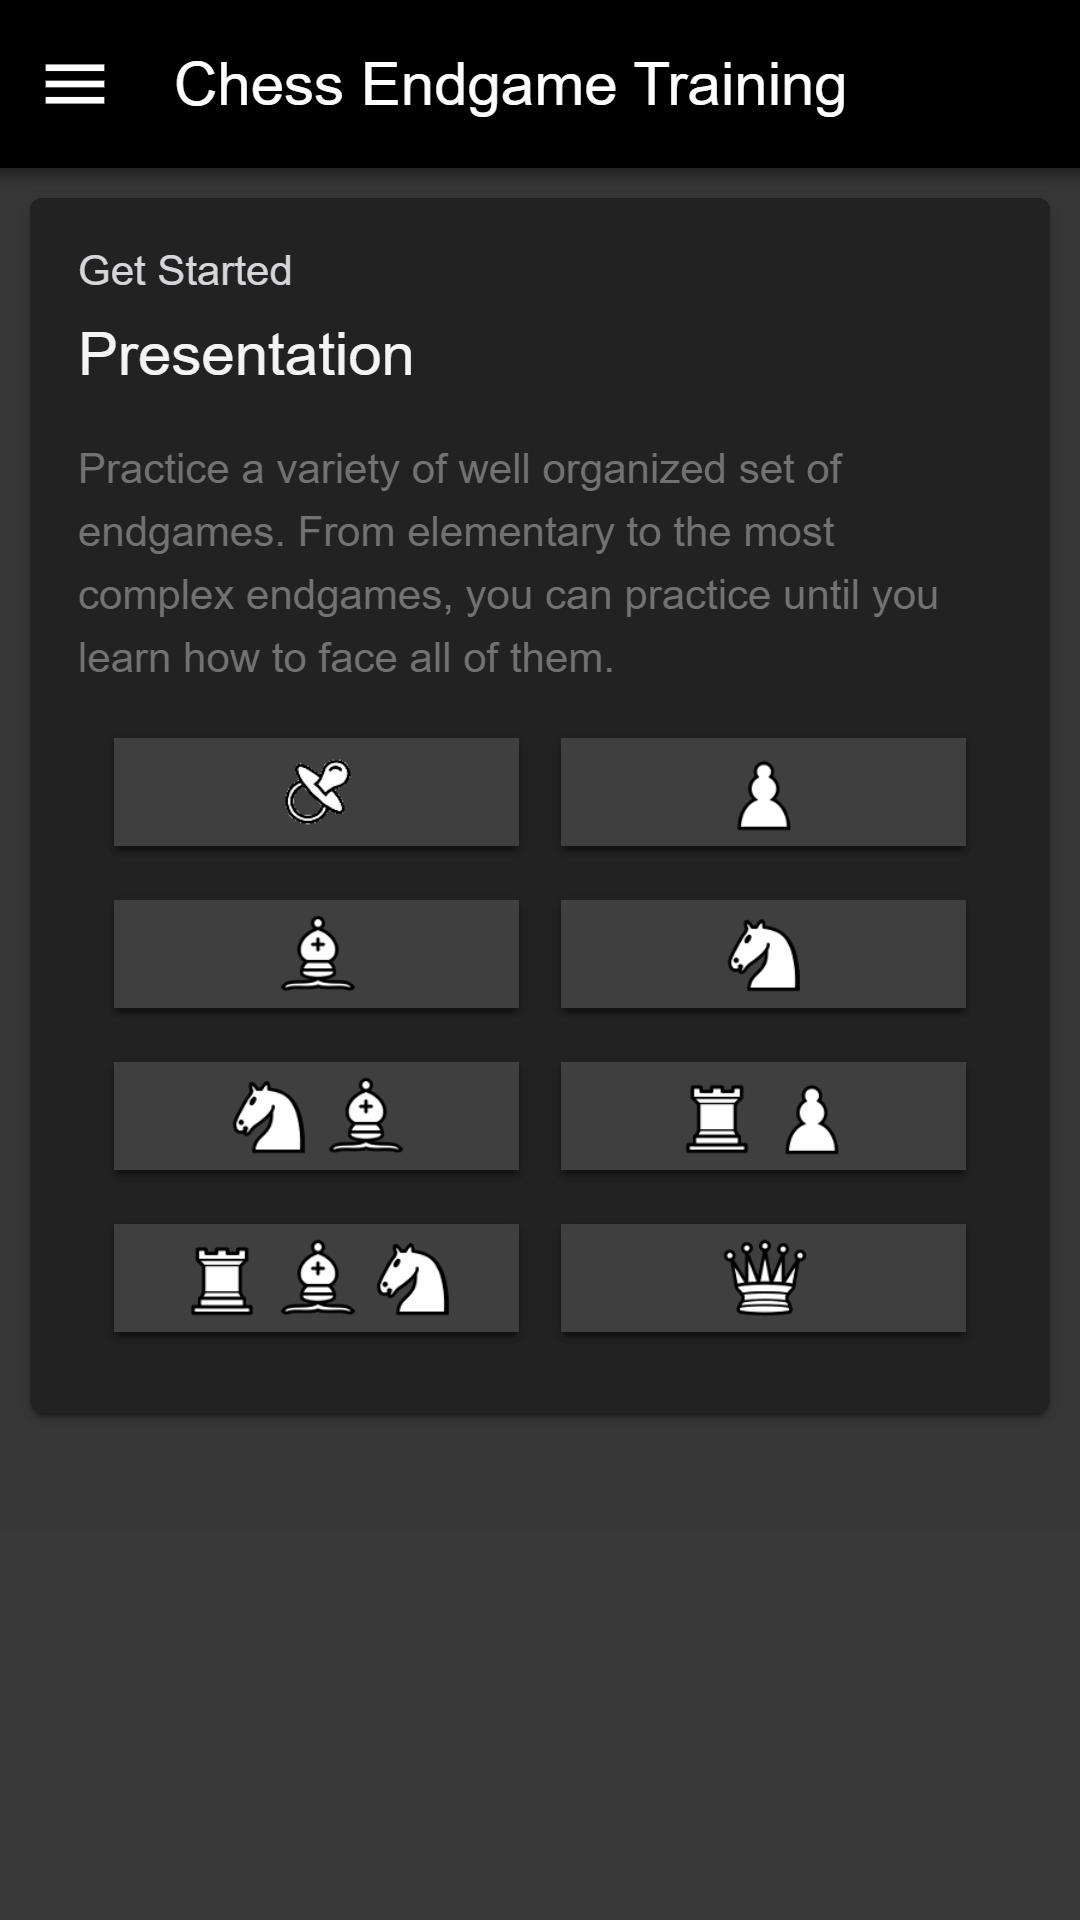 Chess Endgame Training
Get Started
Presentation
Practice a variety of well organized set of
endgames. From elementary to the most
complex endgames, you can practice until you
learn how to face all of them.